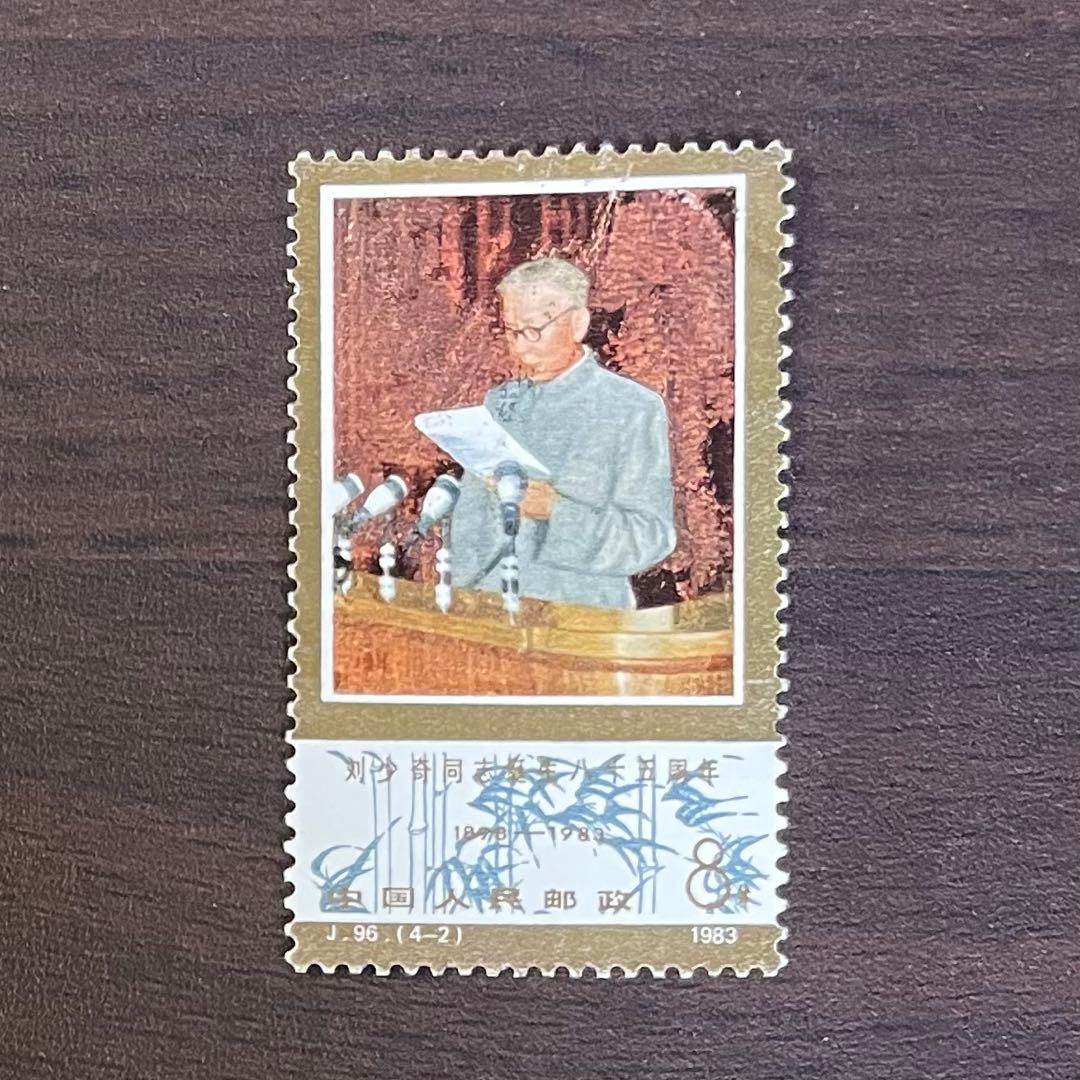 刘少奇同志诞生八十五周年
1898—1983
中国人民邮政
8分
J.96.(4—2)
1983